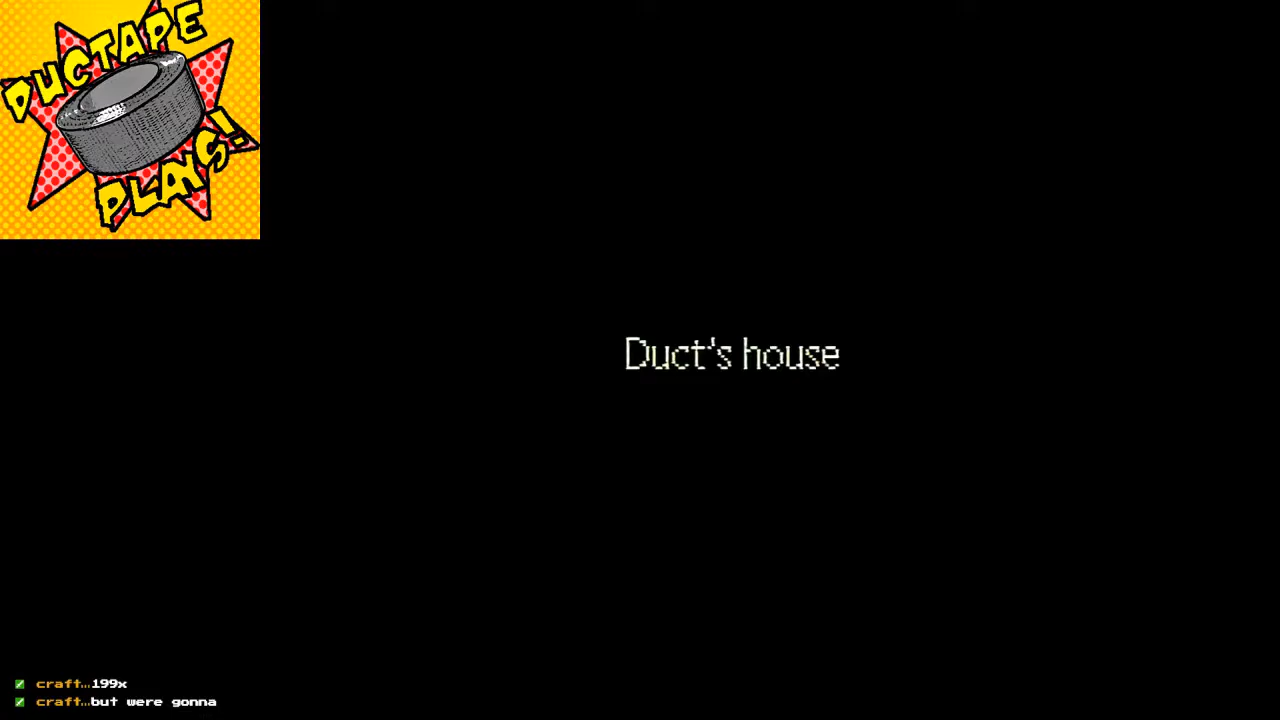 DUCTAPE
PLAYS!
Duct's house
craft...199x
craft...but were gonna